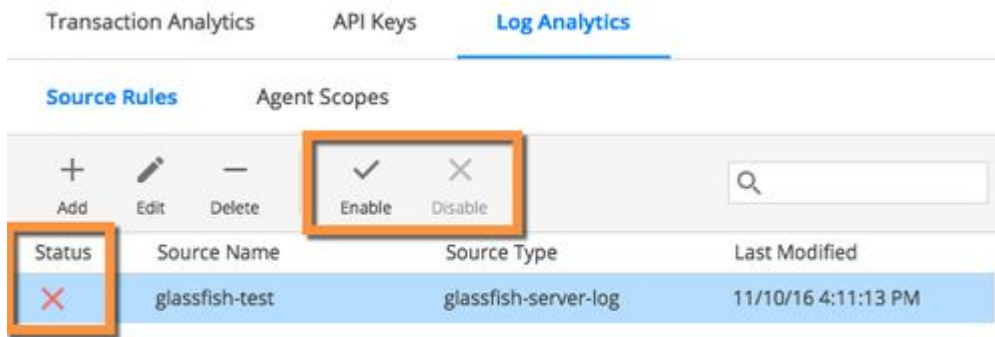 Transaction Analytics API Keys Log Analytics
Source Rules Agent Scopes
Add Edit Delete Enable Disable
Status Source Name Source Type Last Modified
glassfish-test glassfish-server-log 11/10/16 4:11:13 PM